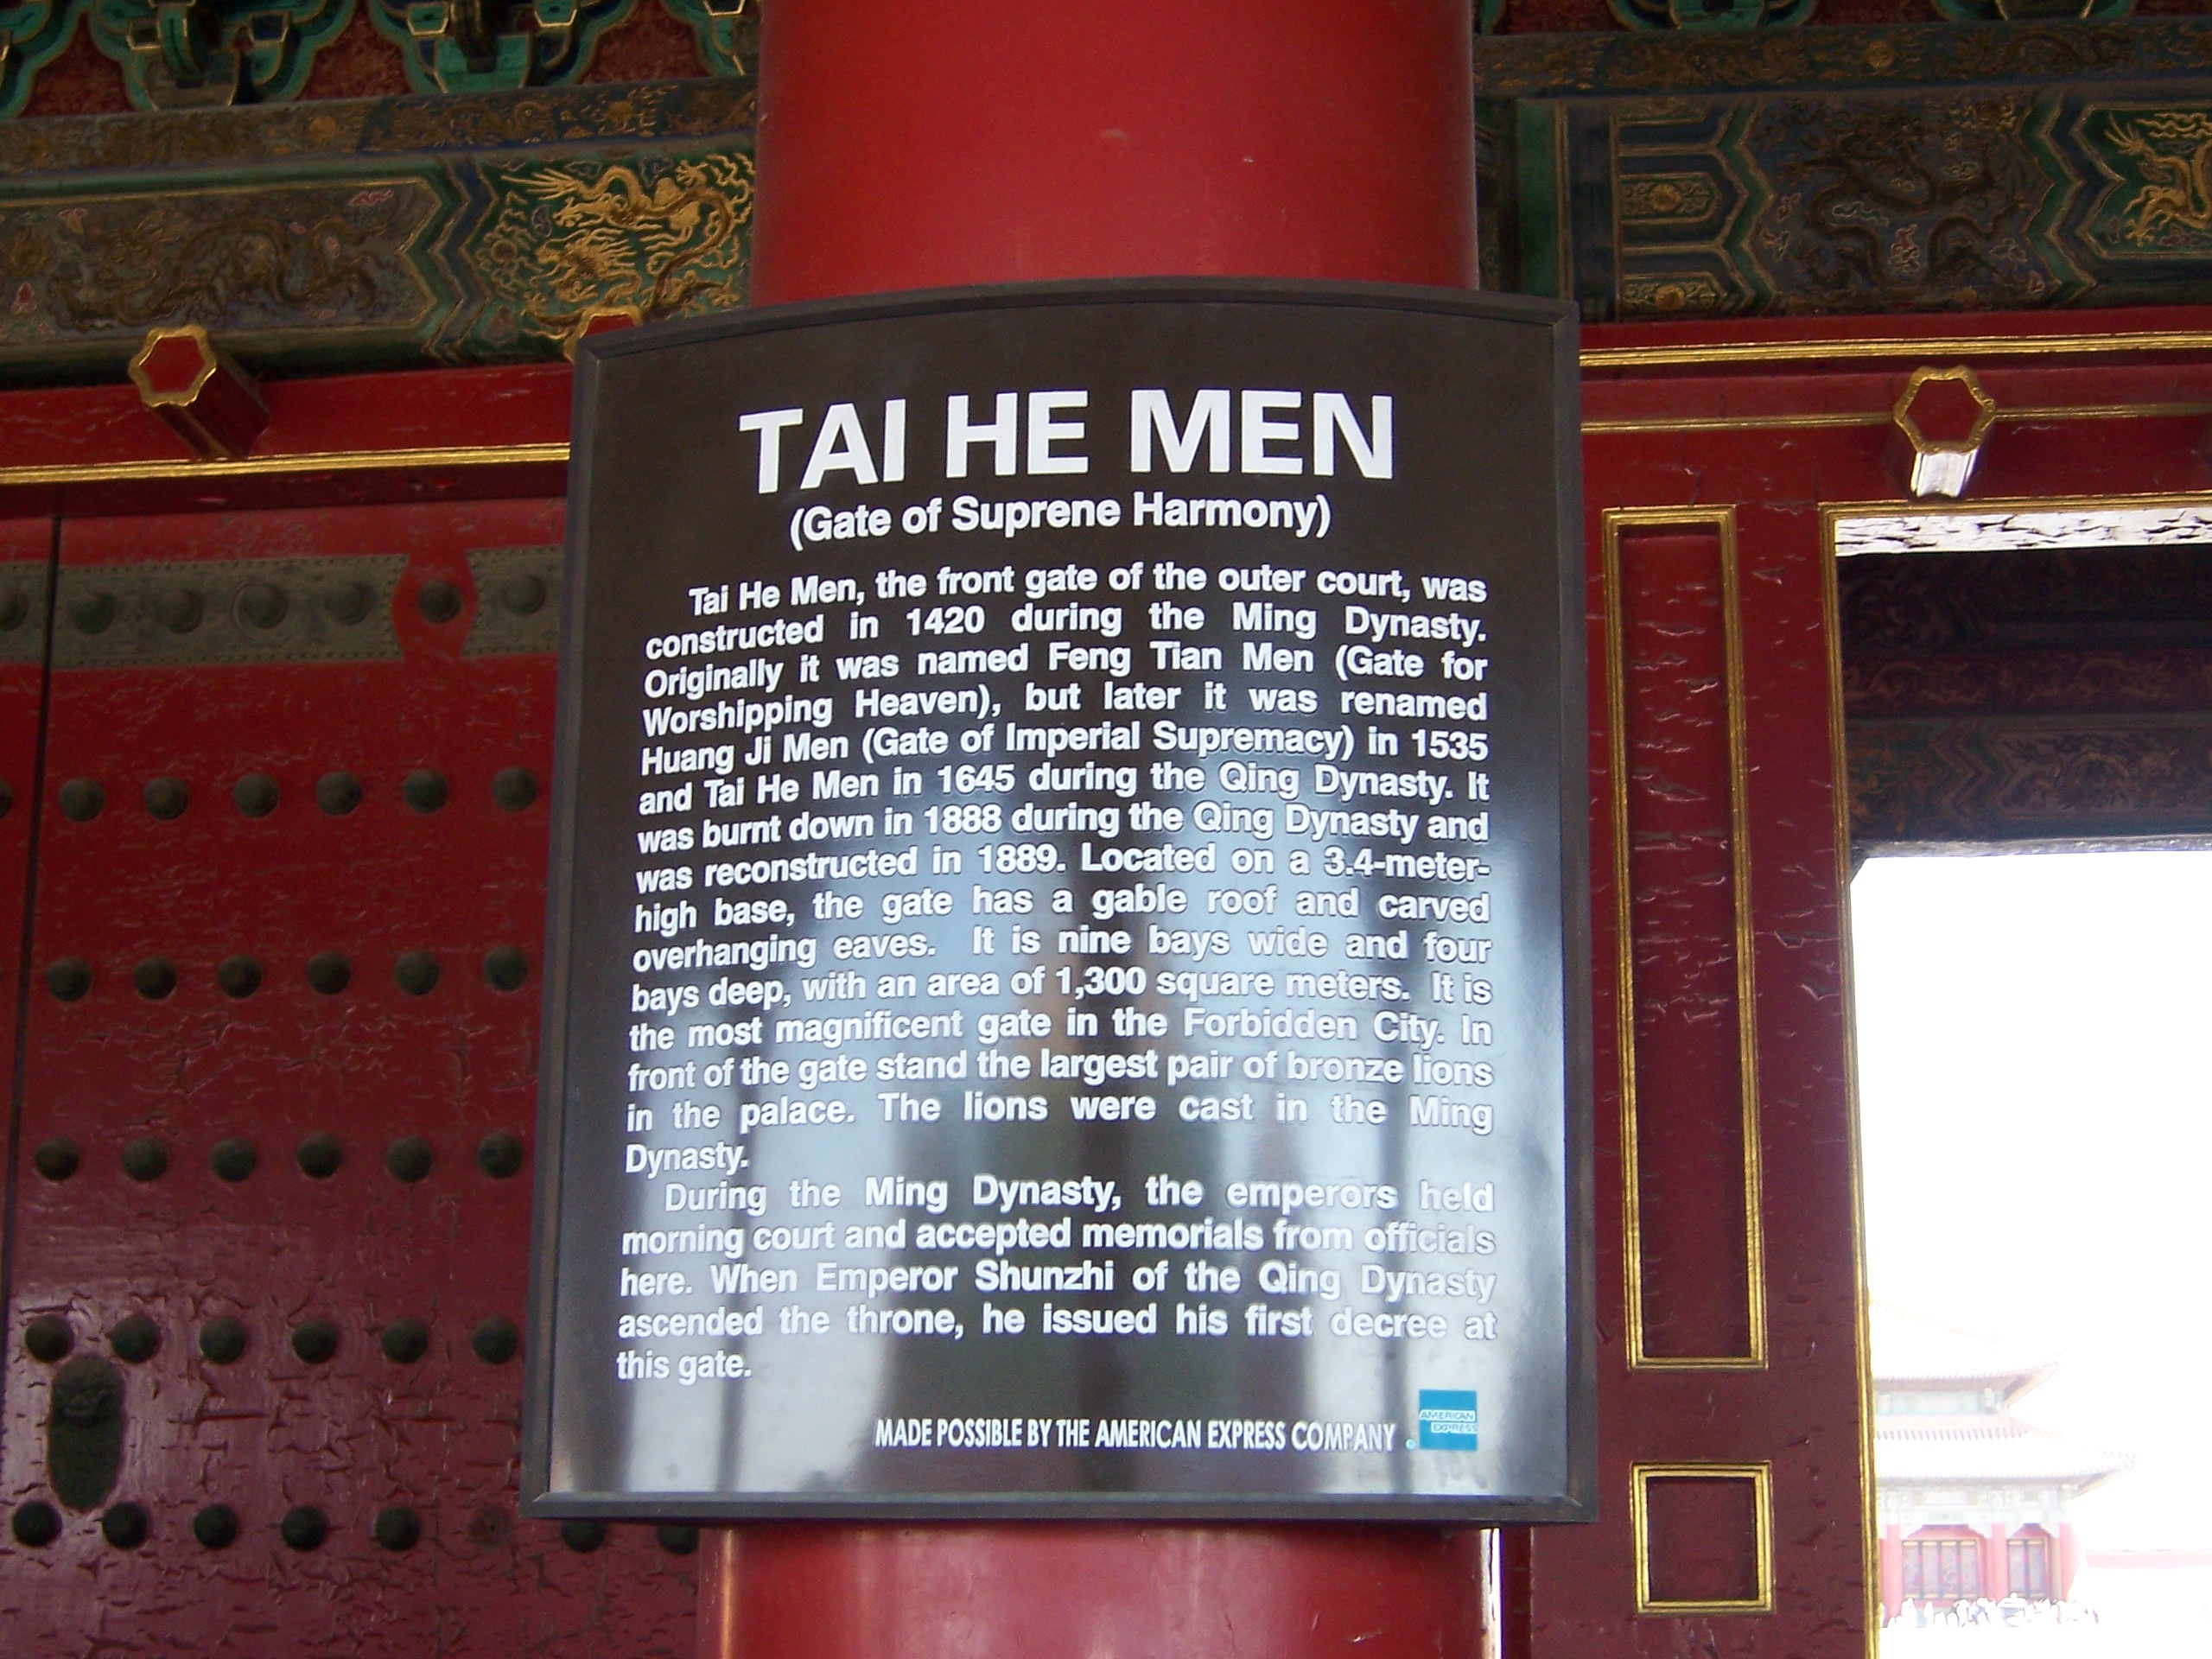 TAI HE MEN
(Gate of Suprene Harmony)
Tai He Men, the front gate of the outer court, was
constructed in 1420 during the Ming Dynasty.
Originally it was named Feng Tian Men (Gate for
Worshipping Heaven), but later it was renamed
Huang Ji Men (Gate of Imperial Supremacy) in 1535
and Tai He Men in 1645 during the Qing Dynasty. It
was burnt down in 1888 during the Qing Dynasty and
was reconstructed in 1889. Located on a 3.4-meter-
high base, the gate has a gable roof and carved
overhanging eaves. It is nine bays wide and four
bays deep, with an area of 1,300 square meters. It is
the most magnificent gate in the Forbidden City. In
front of the gate stand the largest pair of bronze lions
in the palace. The lions were cast in the Ming
Dynasty.
During the Ming Dynasty, the emperors held
morning court and accepted memorials from officials
here. When Emperor Shunzhi of the Qing Dynasty
ascended the throne, he issued his first decree at
this gate.
MADE POSSIBLE BY THE AMERICAN EXPRESS COMPANY .
AMERICAN
EXPRESS